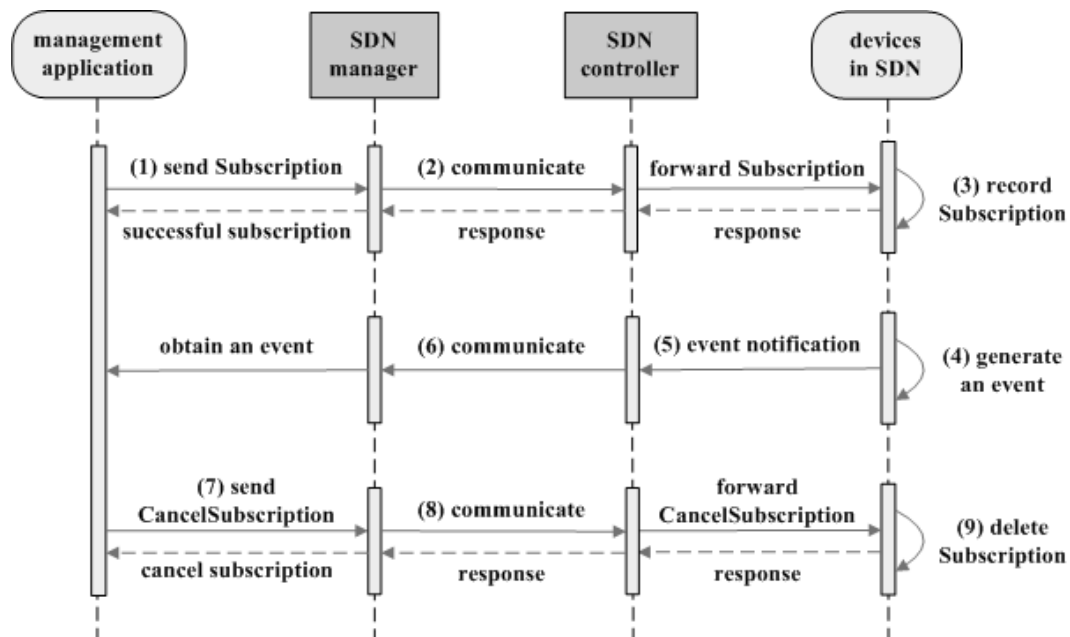 management
application
SDN
manager
SDN
controller
devices
in SDN
(1) send Subscription
(2) communicate
forward Subscription
(3) record
Subscription
successful subscription
response
response
obtain an event
(6) communicate
(5) event notification
(4) generate
an event
(7) send
CancelSubscription
(8) communicate
forward
CancelSubscription
(9) delete
Subscription
cancel subscription
response
response